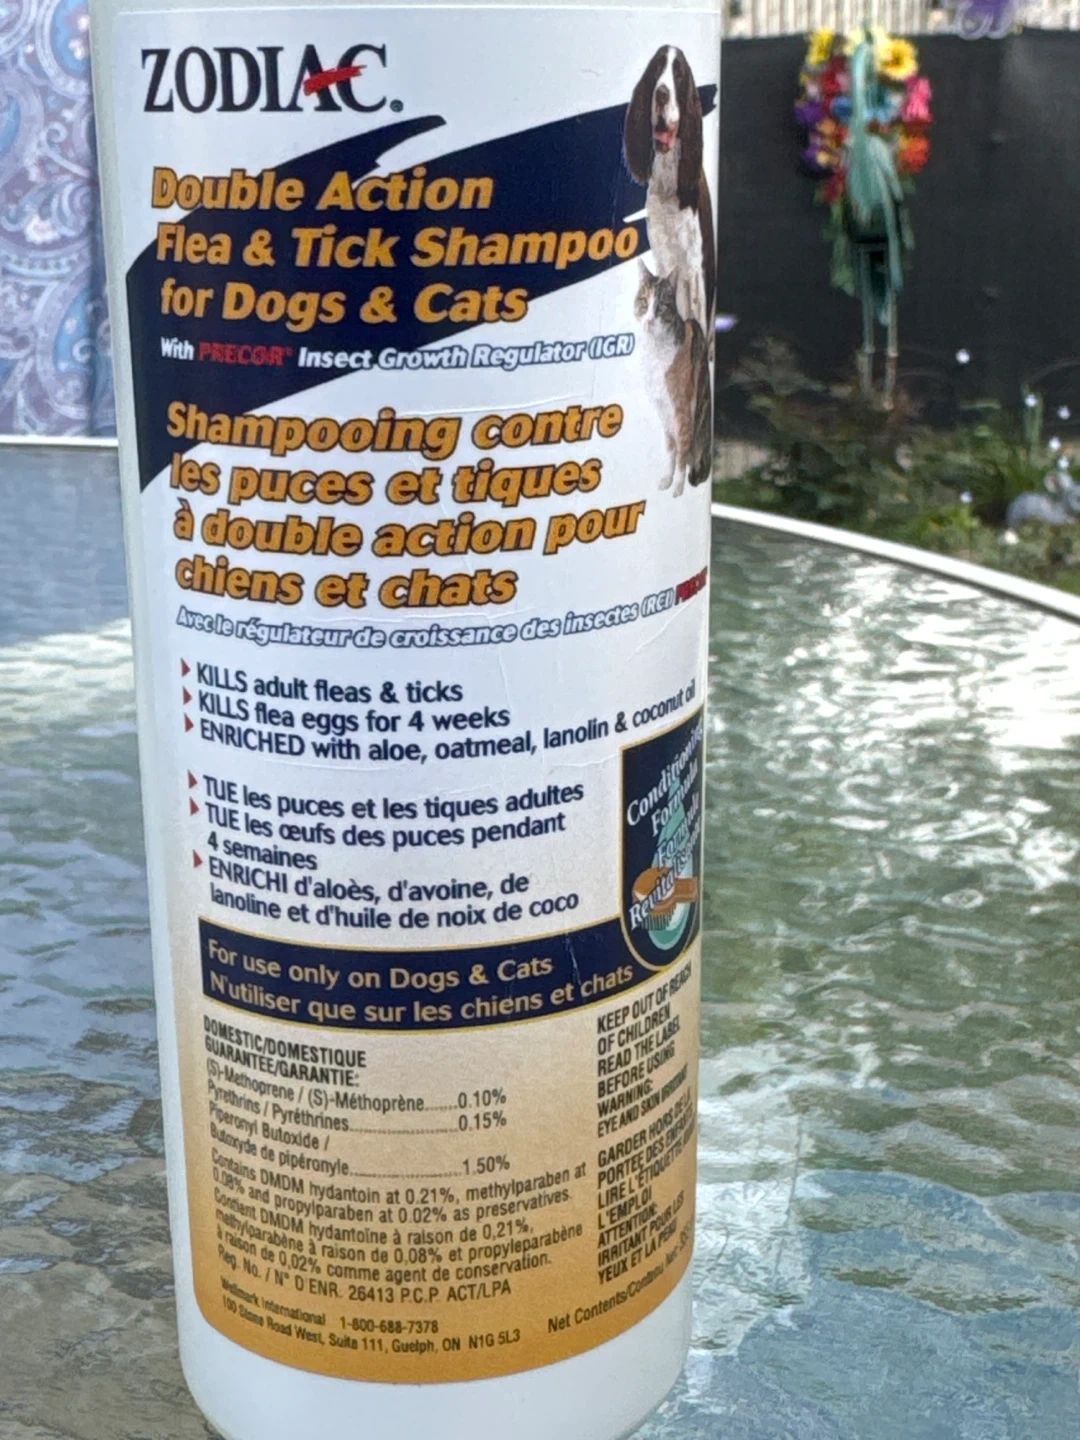 ZODIAC®
Double Action
Flea & Tick Shampoo
for Dogs & Cats
With PRECOR® Insect Growth Regulator (IGR)
Shampooing contre
les puces et tiques
à double action pour
chiens et chats
Avec le régulateur de croissance des insectes (RCI) PRECOR
KILLS adult fleas & ticks
KILLS flea eggs for 4 weeks
ENRICHED with aloe, oatmeal, lanolin & coconut oil
TUE les puces et les tiques adultes
TUE les œufs des puces pendant
4 semaines
ENRICHI d'aloès, d'avoine, de
lanoline et d'huile de noix de coco
Conditioning
Formula
Formule
For use only on Dogs & Cats
N'utiliser que sur les chiens et chats
DOMESTIC/DOMESTIQUE
GUARANTEE/GARANTIE:
(S)-Methoprene / (S)-Méthoprène.......0.10%
Pyrethrins / Pyréthrines.......................0.15%
Piperonyl Butoxide /
Butoxyde de pipéronyle.......................1.50%
Contains DMDM hydantoin at 0.21%, methylparaben at
0.08% and propylparaben at 0.02% as preservatives.
Contient DMDM hydantoïne à raison de 0,21%,
méthylparabène à raison de 0,08% et propyleparabène
à raison de 0,02% comme agent de conservation.
Reg. No. / N° D'ENR. 26413 P.C.P. ACT/LPA
Wellmark International 1-800-688-7378
100 Stone Road West, Suite 111, Guelph, ON N1G 5L3
KEEP OUT OF REACH
OF CHILDREN
READ THE LABEL
BEFORE USING
WARNING:
EYE AND SKIN IRRITANT
GARDER HORS DE LA
PORTÉE DES ENFANTS
LIRE L'ÉTIQUETTE AVANT
L'EMPLOI
ATTENTION:
IRRITANT POUR LES
YEUX ET LA PEAU
Net Contents/Contenu Net: